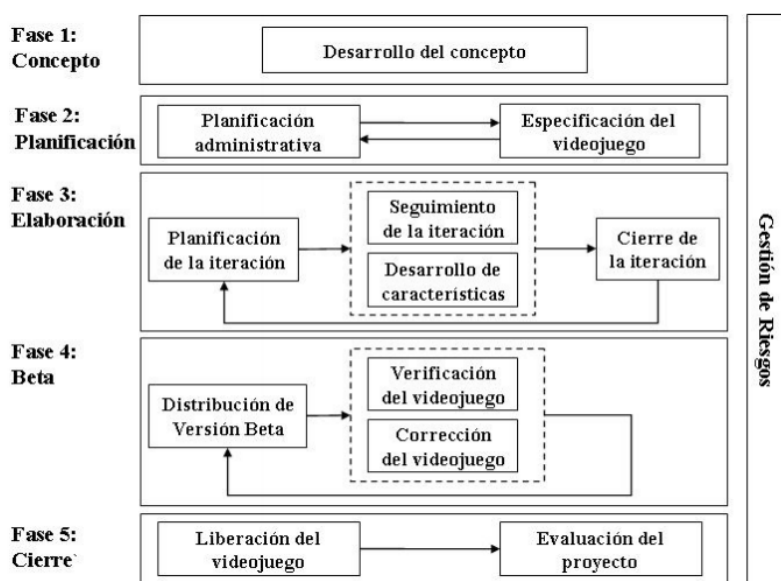 Fase 1:
Concepto
Desarrollo del concepto
Fase 2:
Planificación
Planificación
administrativa
Especificación del
videojuego
Fase 3:
Elaboración
Planificación
de la iteración
Seguimiento
de la iteración
Desarrollo de
características
Cierre de
la iteración
Fase 4:
Beta
Distribución de
Versión Beta
Verificación
del videojuego
Corrección
del videojuego
Fase 5:
Cierre`
Liberación del
videojuego
Evaluación del
proyecto
Gestión de Riesgos